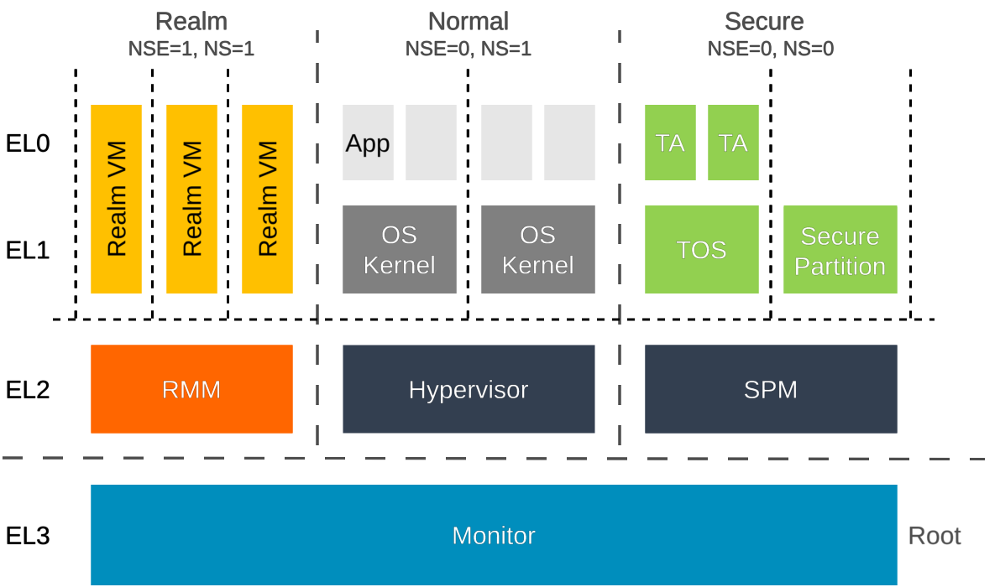 Realm
NSE=1, NS=1
Normal
NSE=0, NS=1
Secure
NSE=0, NS=0
EL0
Realm VM
Realm VM
Realm VM
App
TA
TA
EL1
OS
Kernel
OS
Kernel
TOS
Secure
Partition
EL2
RMM
Hypervisor
SPM
EL3
Monitor
Root